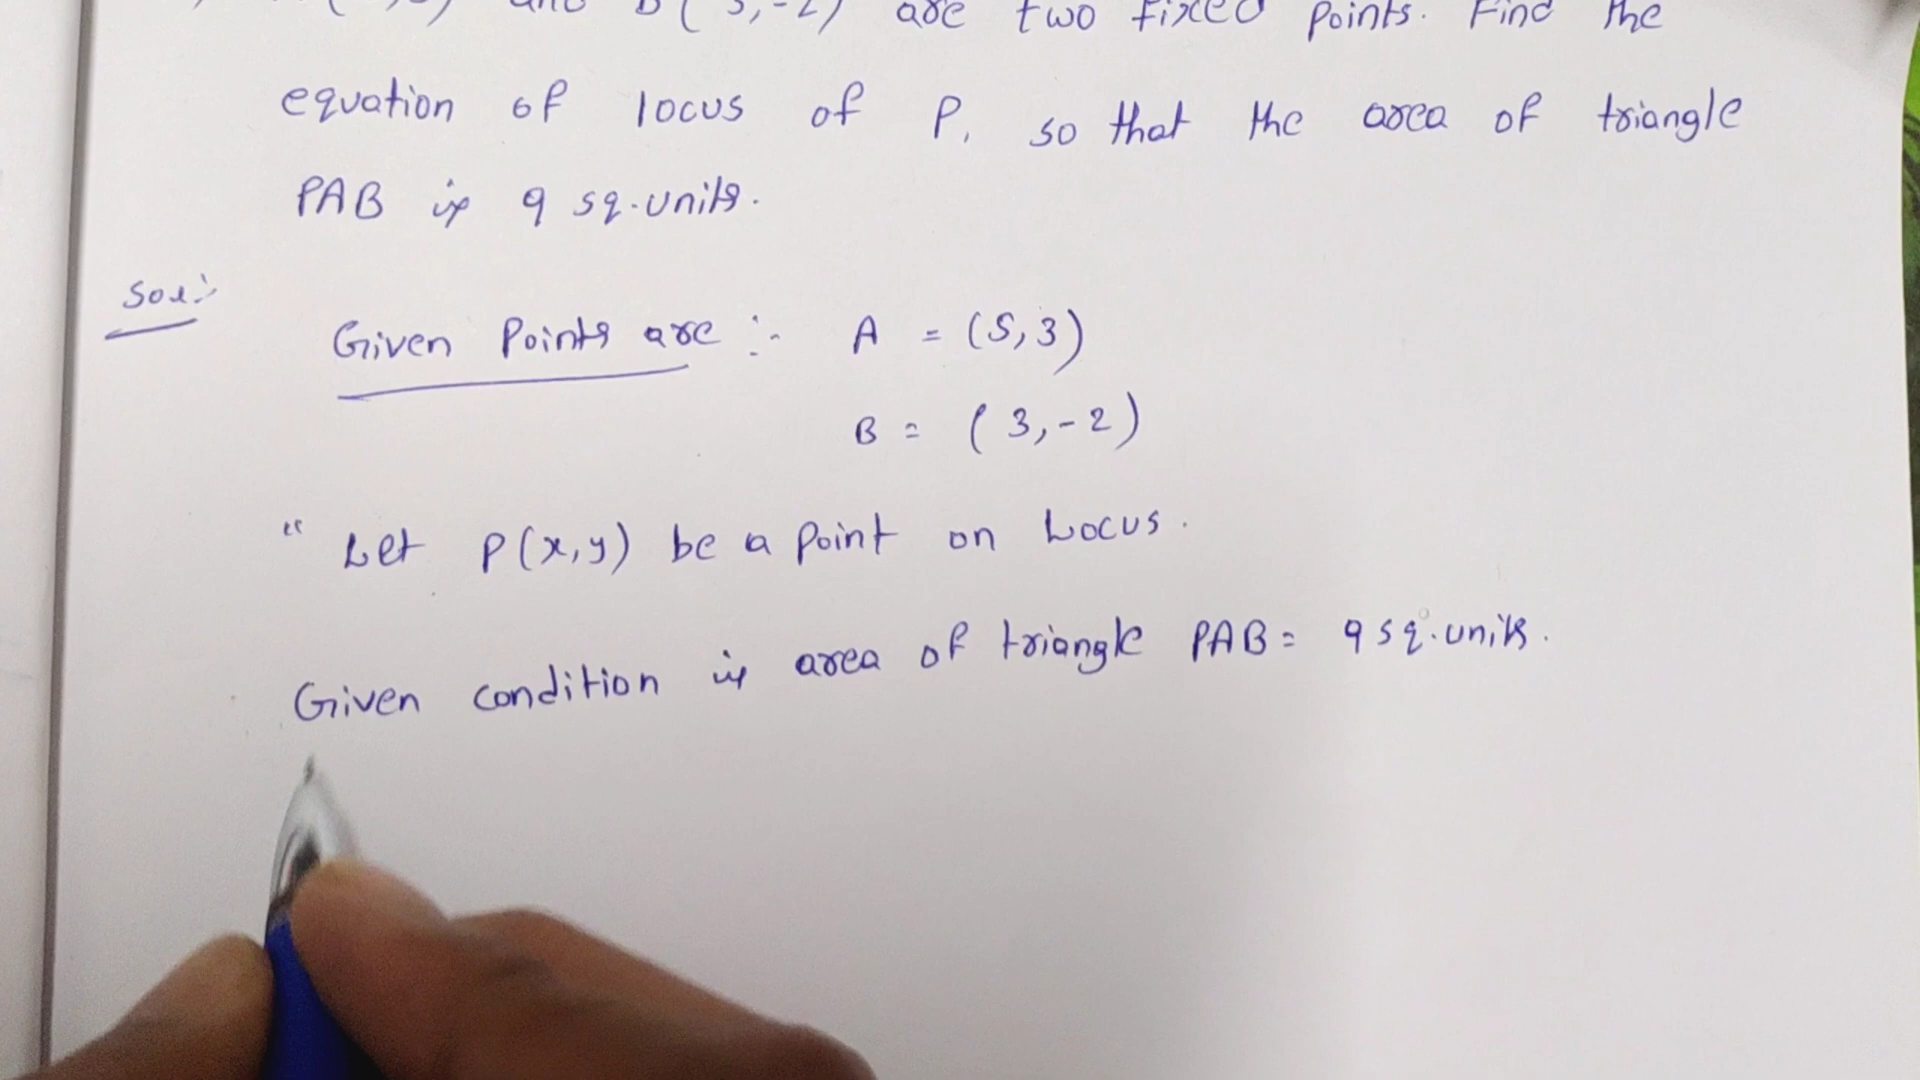 B(3,-2) are two fixed points. Find the
equation of locus of P, so that the area of triangle
PAB is 9 sq.units.
Sol:-
Given Points are :- A = (5,3)
B = (3,-2)
" Let P(x,y) be a point on Locus.
Given condition is area of triangle PAB = 9 sq.units.